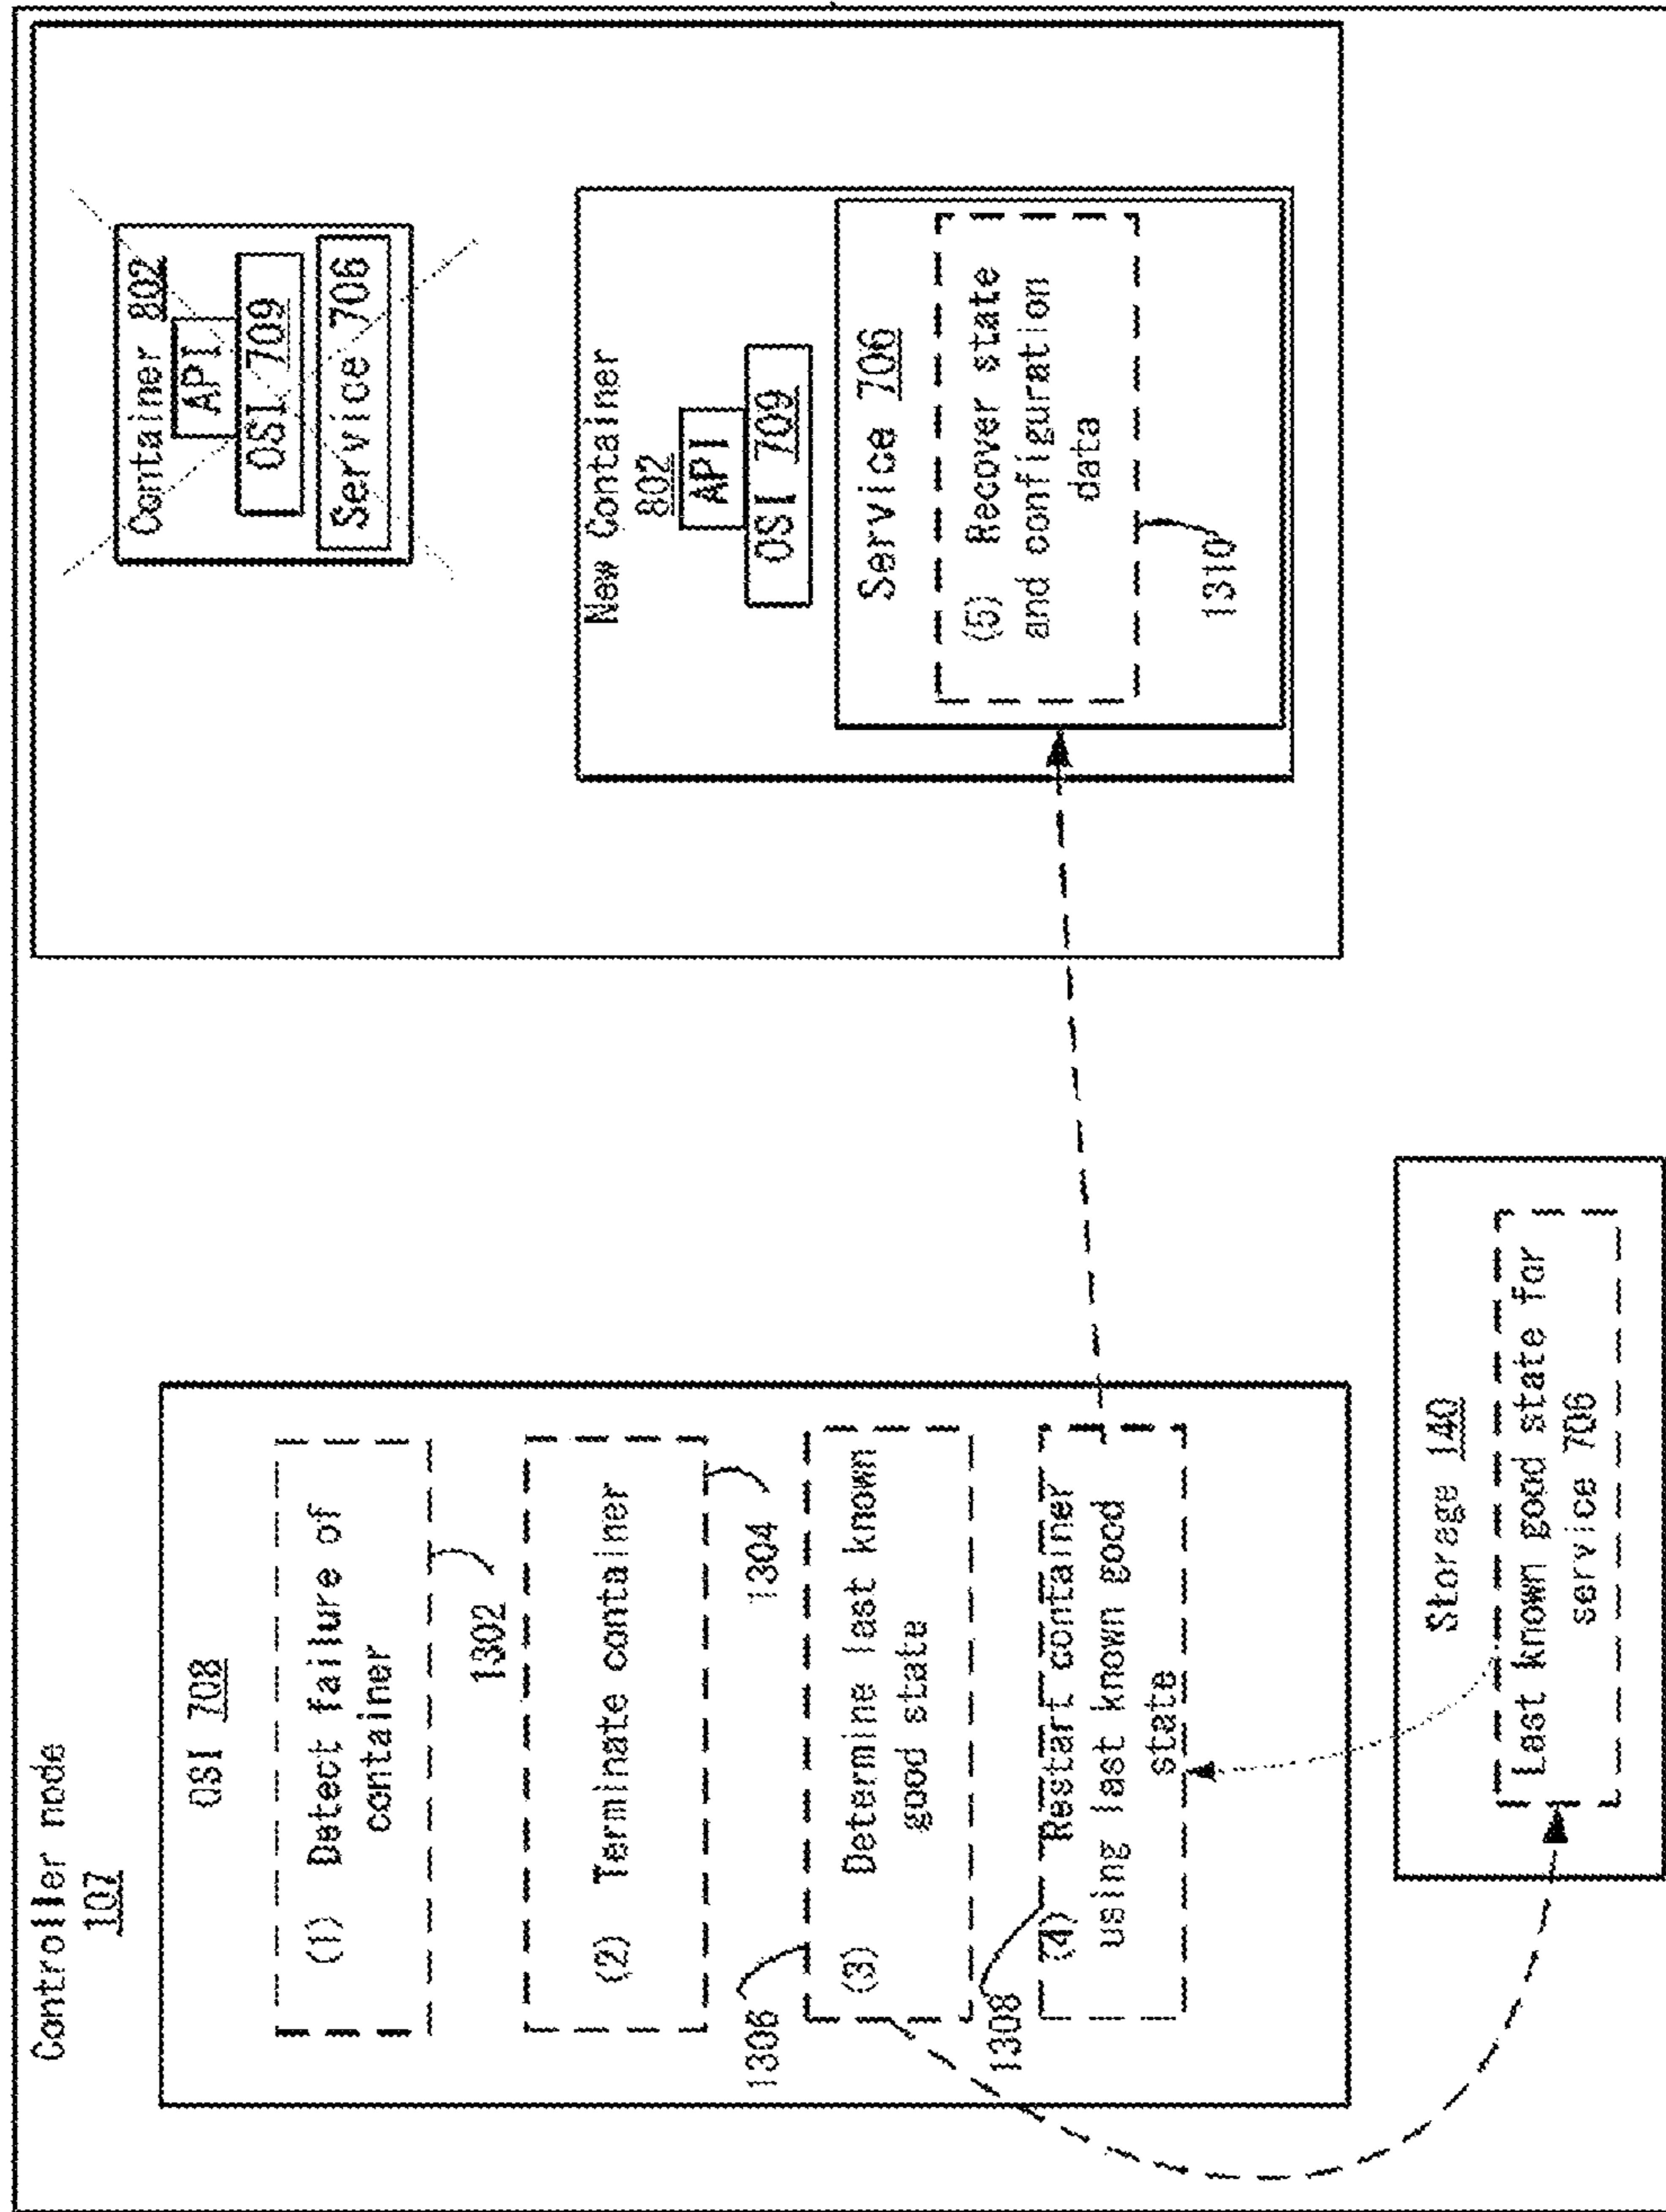 Controller node
107
OSI 708
(1) Detect failure of
container
1302
(2) Terminate container
1304
1306
(3) Determine last known
good state
1308
(4) Restart container
using last known good
state
Storage 140
Last known good state for
service 706
Container 802
API
OSI 709
Service 706
New Container
802
API
OSI 709
Service 706
(5) Recover state
and configuration
data
1310